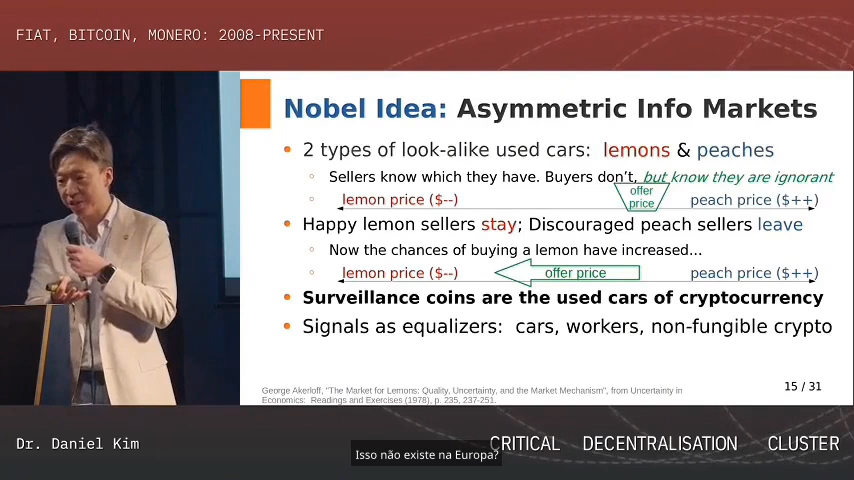 FIAT, BITCOIN, MONERO: 2008-PRESENT
Nobel Idea: Asymmetric Info Markets
2 types of look-alike used cars: lemons & peaches
Sellers know which they have. Buyers don't, but know they are ignorant
offer
price
lemon price ($--)
peach price ($++)
Happy lemon sellers stay; Discouraged peach sellers leave
Now the chances of buying a lemon have increased...
lemon price ($--)
offer price
peach price ($++)
Surveillance coins are the used cars of cryptocurrency
Signals as equalizers: cars, workers, non-fungible crypto
15 / 31
George Akerloff, "The Market for Lemons: Quality, Uncertainty, and the Market Mechanism", from Uncertainty in
Economics: Readings and Exercises (1978), p. 235, 237-251.
Dr. Daniel Kim
CRITICAL DECENTRALISATION CLUSTER
Isso não existe na Europa?